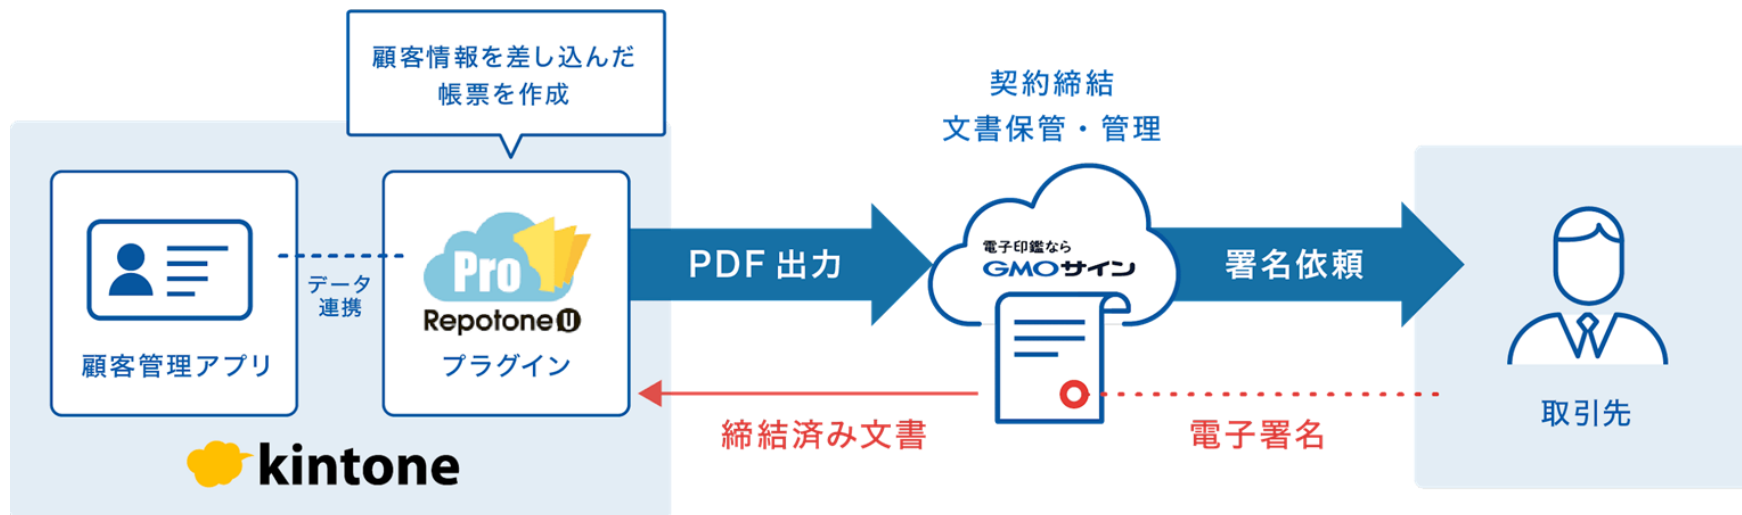 顧客情報を差し込んだ
帳票を作成
顧客管理アプリ
データ
連携
Pro
RepotoneU
プラグイン
kintone
PDF 出力
契約締結
文書保管・管理
電子印鑑なら
GMOサイン
署名依頼
締結済み文書
電子署名
取引先